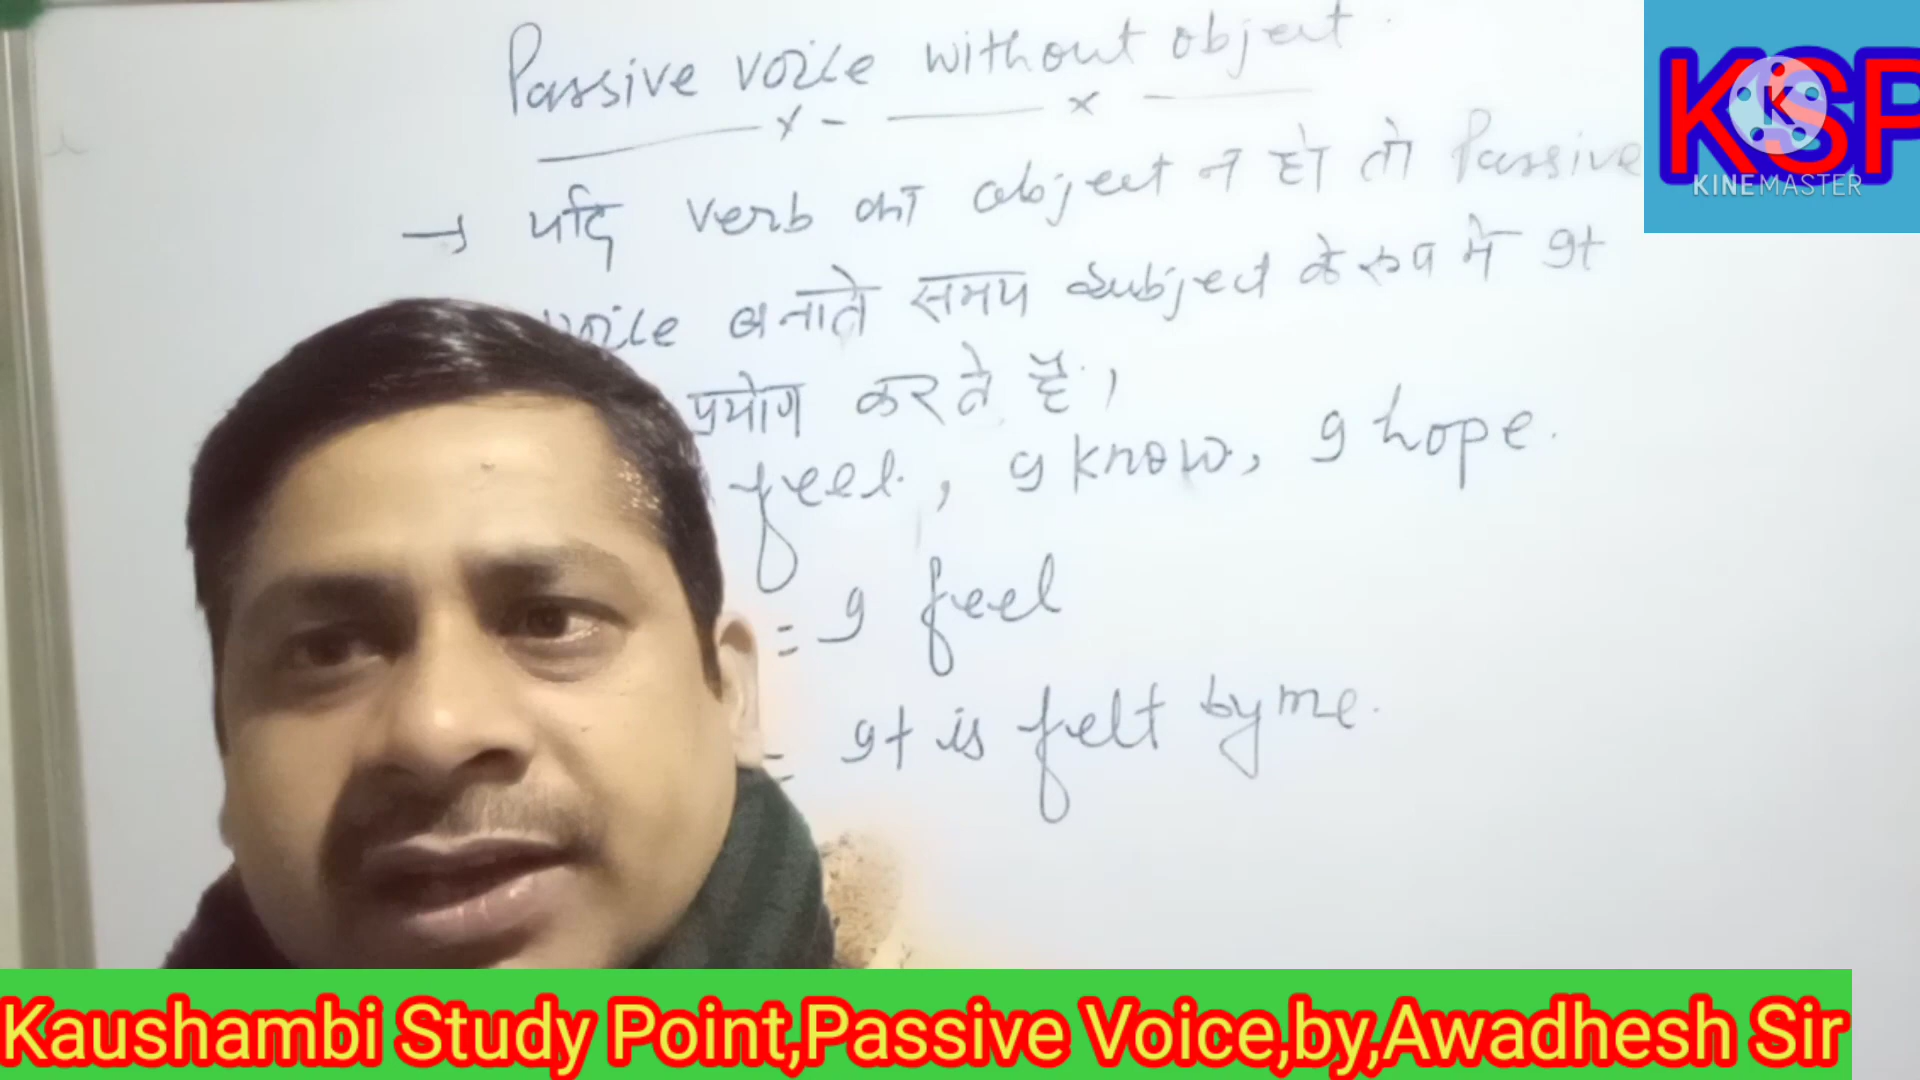 Passive voice without object.
→ यदि verb का object न हो तो Passive
voice बनाते समय subject के रूप में It
प्रयोग करते है।
feel, I know, I hope.
= I feel
= It is felt by me.
KSP
KINEMASTER
Kaushambi Study Point,Passive Voice,by,Awadhesh Sir